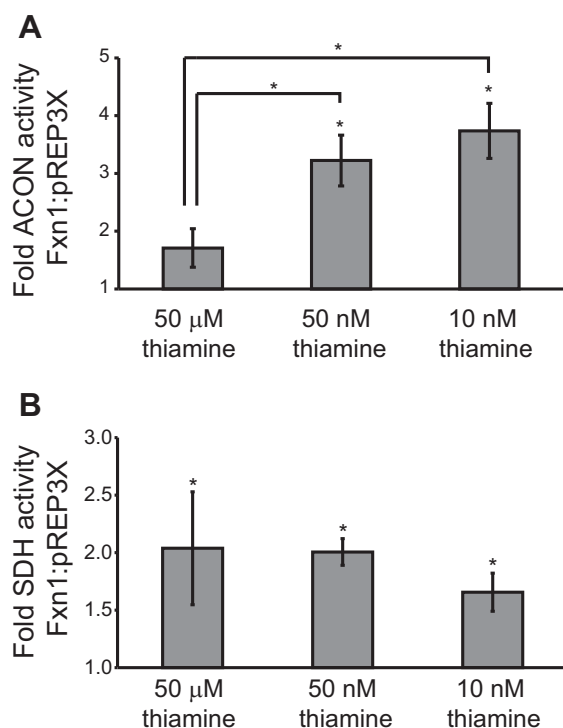 A
Fold ACON activity
Fxn1:pREP3X
5
4
3
2
1
*
*
*
*
50 μM
thiamine
50 nM
thiamine
10 nM
thiamine
B
Fold SDH activity
Fxn1:pREP3X
3.0
2.5
2.0
1.5
1.0
*
*
*
50 μM
thiamine
50 nM
thiamine
10 nM
thiamine